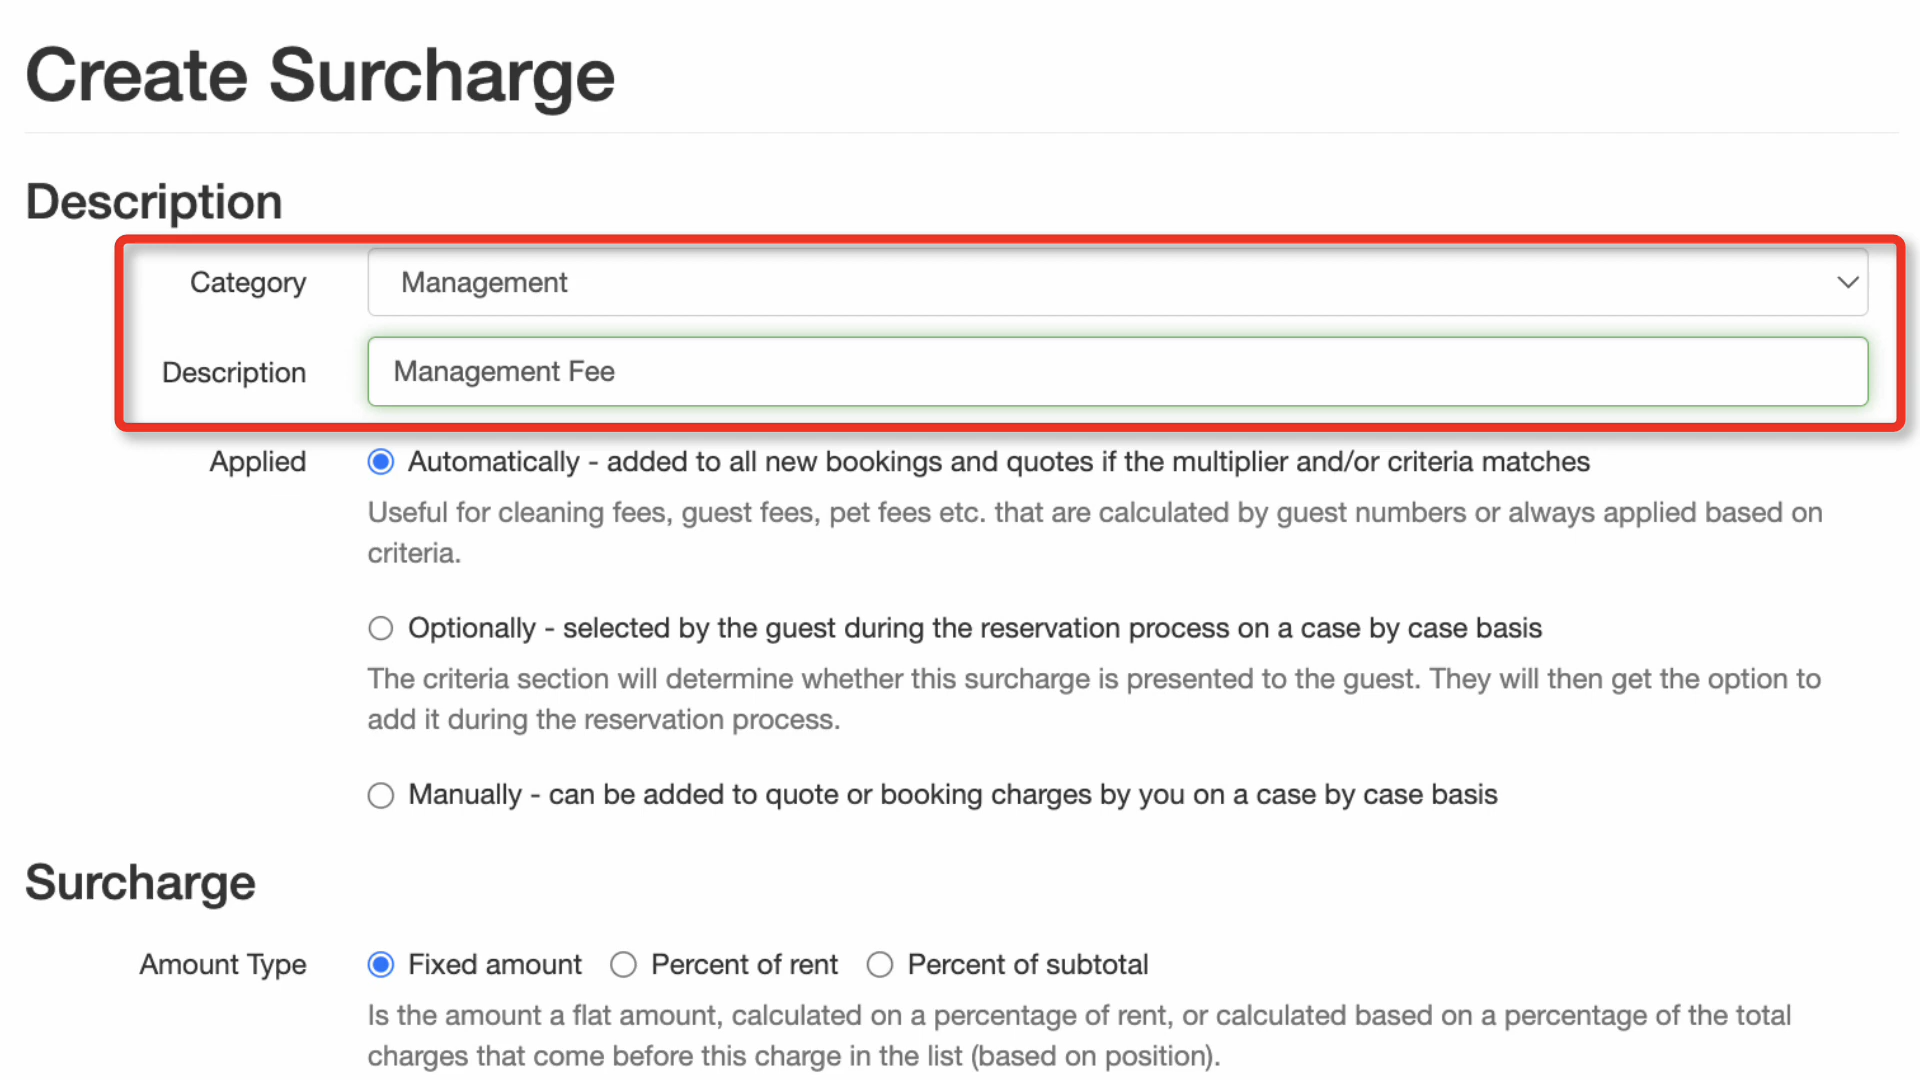 Create Surcharge
Description
Category Management
Description Management Fee
Applied Automatically - added to all new bookings and quotes if the multiplier and/or criteria matches
Useful for cleaning fees, guest fees, pet fees etc. that are calculated by guest numbers or always applied based on
criteria.
Optionally - selected by the guest during the reservation process on a case by case basis
The criteria section will determine whether this surcharge is presented to the guest. They will then get the option to
add it during the reservation process.
Manually - can be added to quote or booking charges by you on a case by case basis
Surcharge
Amount Type Fixed amount Percent of rent Percent of subtotal
Is the amount a flat amount, calculated on a percentage of rent, or calculated based on a percentage of the total
charges that come before this charge in the list (based on position).